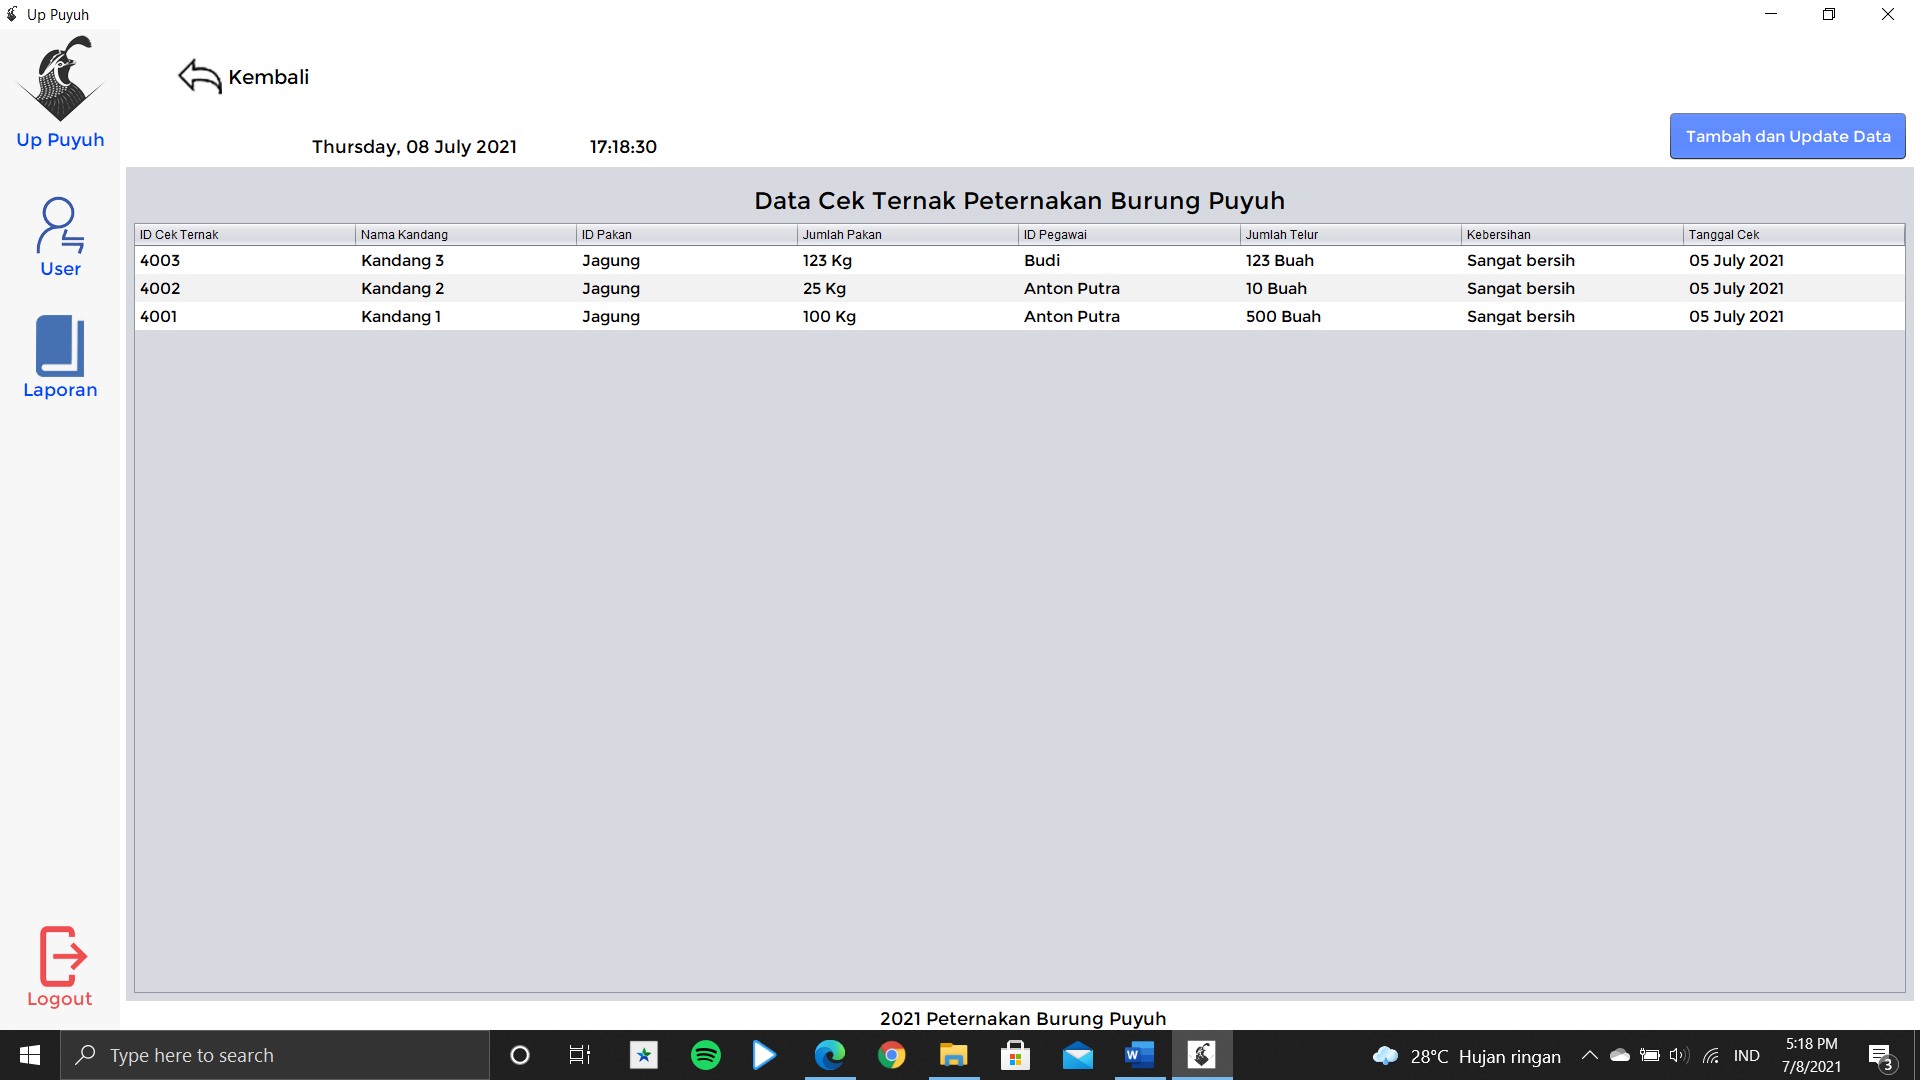 Up Puyuh
Kembali
Up Puyuh
Thursday, 08 July 2021 17:18:30
Tambah dan Update Data
Data Cek Ternak Peternakan Burung Puyuh
ID Cek Ternak Nama Kandang ID Pakan Jumlah Pakan ID Pegawai Jumlah Telur Kebersihan Tanggal Cek
4003 Kandang 3 Jagung 123 Kg Budi 123 Buah Sangat bersih 05 July 2021
4002 Kandang 2 Jagung 25 Kg Anton Putra 10 Buah Sangat bersih 05 July 2021
4001 Kandang 1 Jagung 100 Kg Anton Putra 500 Buah Sangat bersih 05 July 2021
User
Laporan
Logout
2021 Peternakan Burung Puyuh
Type here to search
W
28°C Hujan ringan
IND
5:18 PM
7/8/2021
3